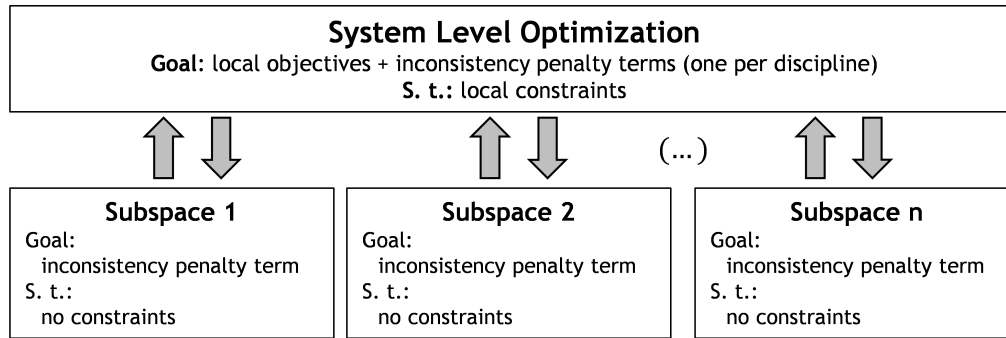 System Level Optimization
Goal: local objectives + inconsistency penalty terms (one per discipline)
S. t.: local constraints
(...)
Subspace 1
Goal:
inconsistency penalty term
S. t.:
no constraints
Subspace 2
Goal:
inconsistency penalty term
S. t.:
no constraints
Subspace n
Goal:
inconsistency penalty term
S. t.:
no constraints